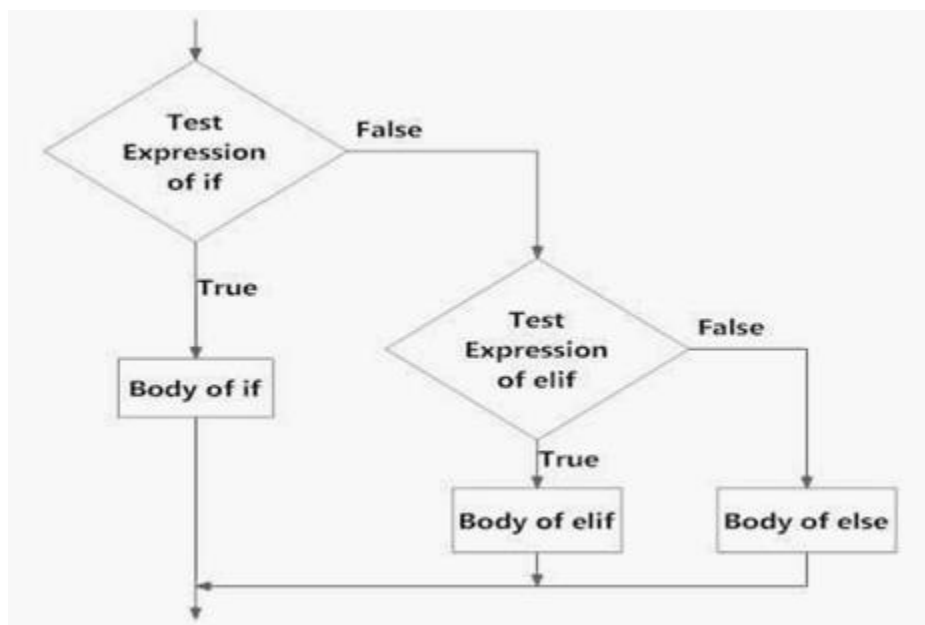 Test
Expression
of if
False
True
Body of if
Test
Expression
of elif
False
True
Body of elif
Body of else